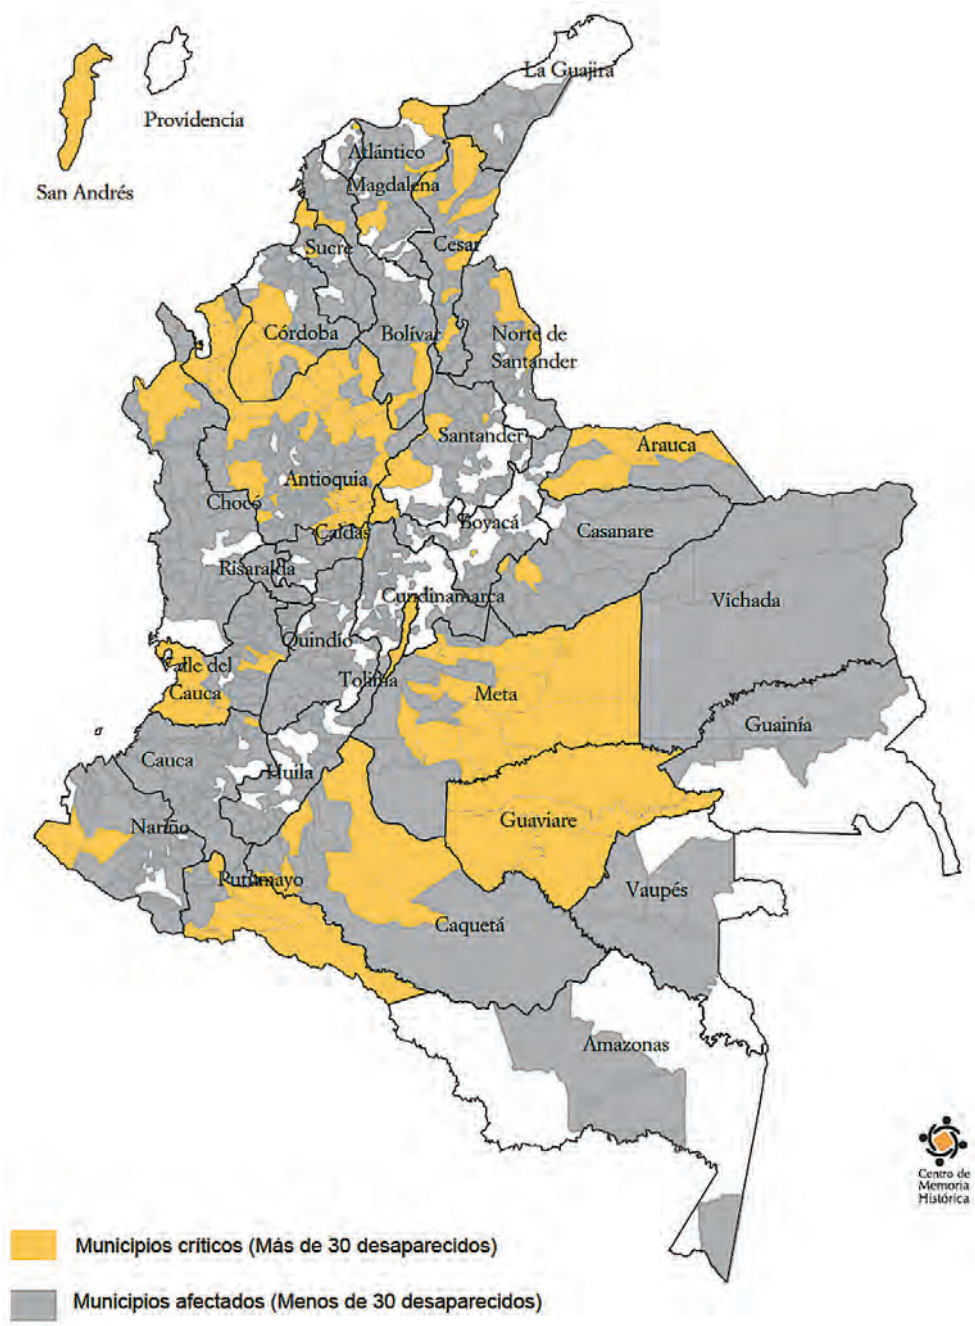 La Guajira
Providencia
Atlántico
Magdalena
San Andrés
Sucre
Cesar
Córdoba
Bolívar
Norte de
Santander
Santander
Arauca
Antioquia
Chocó
Boyacá
Caldas
Casanare
Risaralda
Cundinamarca
Vichada
Quindío
Valle del
Cauca
Tolima
Meta
Guainía
Cauca
Huila
Nariño
Guaviare
Putumayo
Vaupés
Caquetá
Amazonas
Centro de
Memoria
Histórica
Municipios críticos (Más de 30 desaparecidos)
Municipios afectados (Menos de 30 desaparecidos)